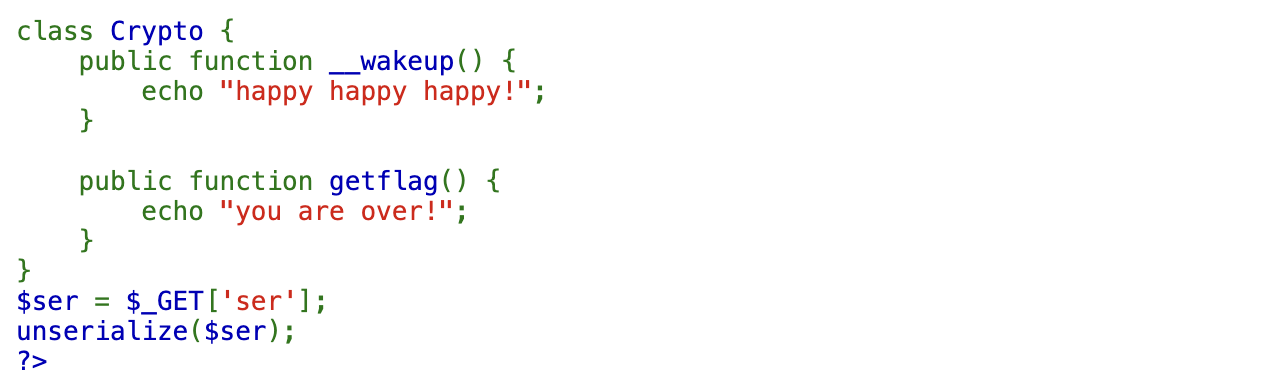 class Crypto {
    public function __wakeup() {
        echo "happy happy happy!";
    }

    public function getflag() {
        echo "you are over!";
    }
}
$ser = $_GET['ser'];
unserialize($ser);
?>